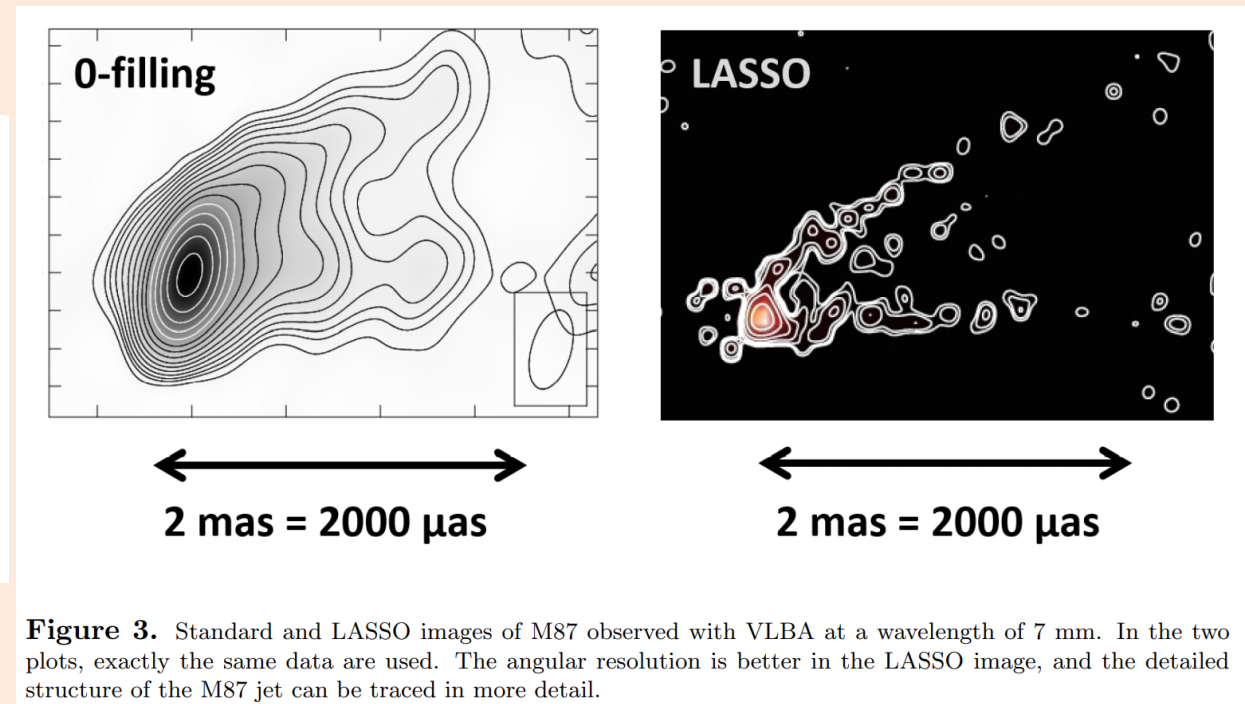 0-filling
LASSO
2 mas = 2000 μas
2 mas = 2000 μas
Figure 3. Standard and LASSO images of M87 observed with VLBA at a wavelength of 7 mm. In the two
plots, exactly the same data are used. The angular resolution is better in the LASSO image, and the detailed
structure of the M87 jet can be traced in more detail.